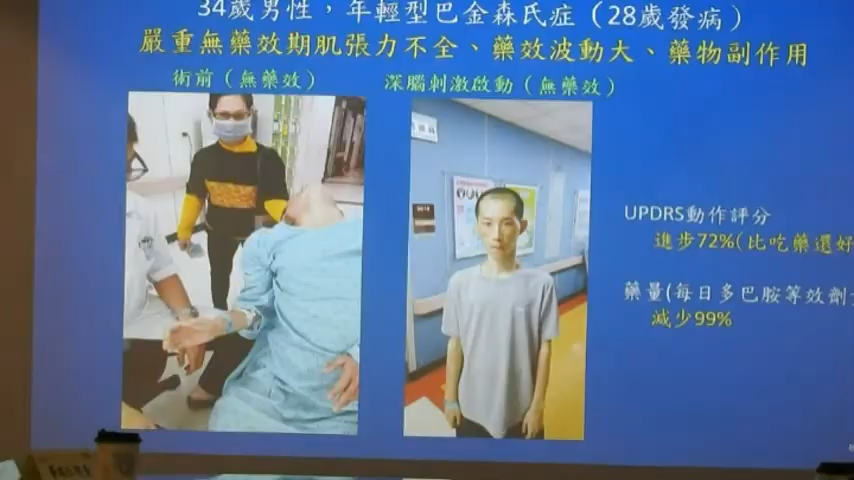 34歲男性，年輕型巴金森氏症（28歲發病）
嚴重無藥效期肌張力不全、藥效波動大、藥物副作用
術前（無藥效）
深腦刺激啟動（無藥效）
UPDRS動作評分
進步72%(比吃藥還好
藥量(每日多巴胺等效劑
減少99%